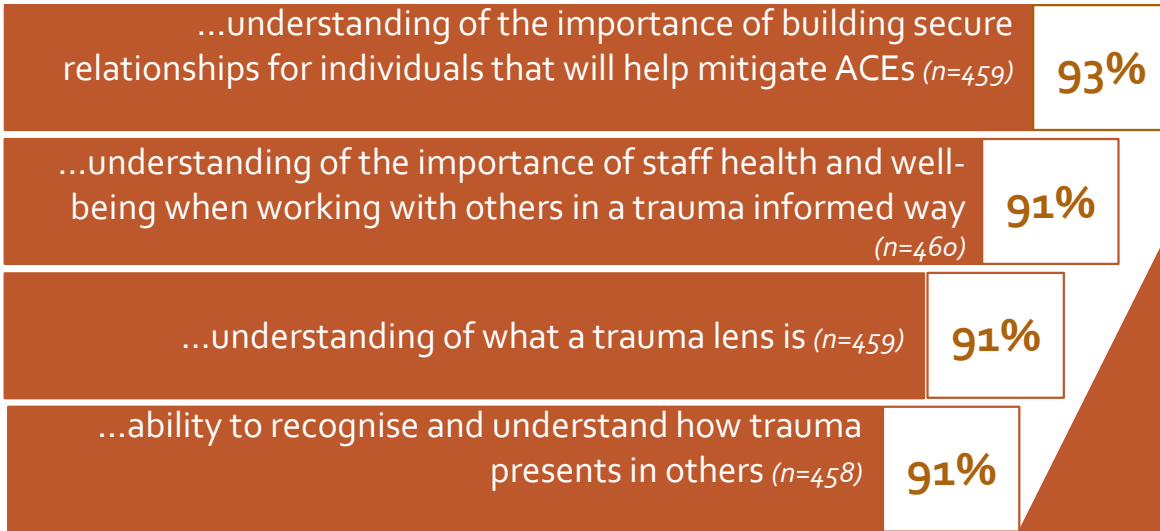 ...understanding of the importance of building secure
relationships for individuals that will help mitigate ACEs (n=459)
93%
...understanding of the importance of staff health and well-
being when working with others in a trauma informed way
(n=460)
91%
...understanding of what a trauma lens is (n=459)
91%
...ability to recognise and understand how trauma
presents in others (n=458)
91%